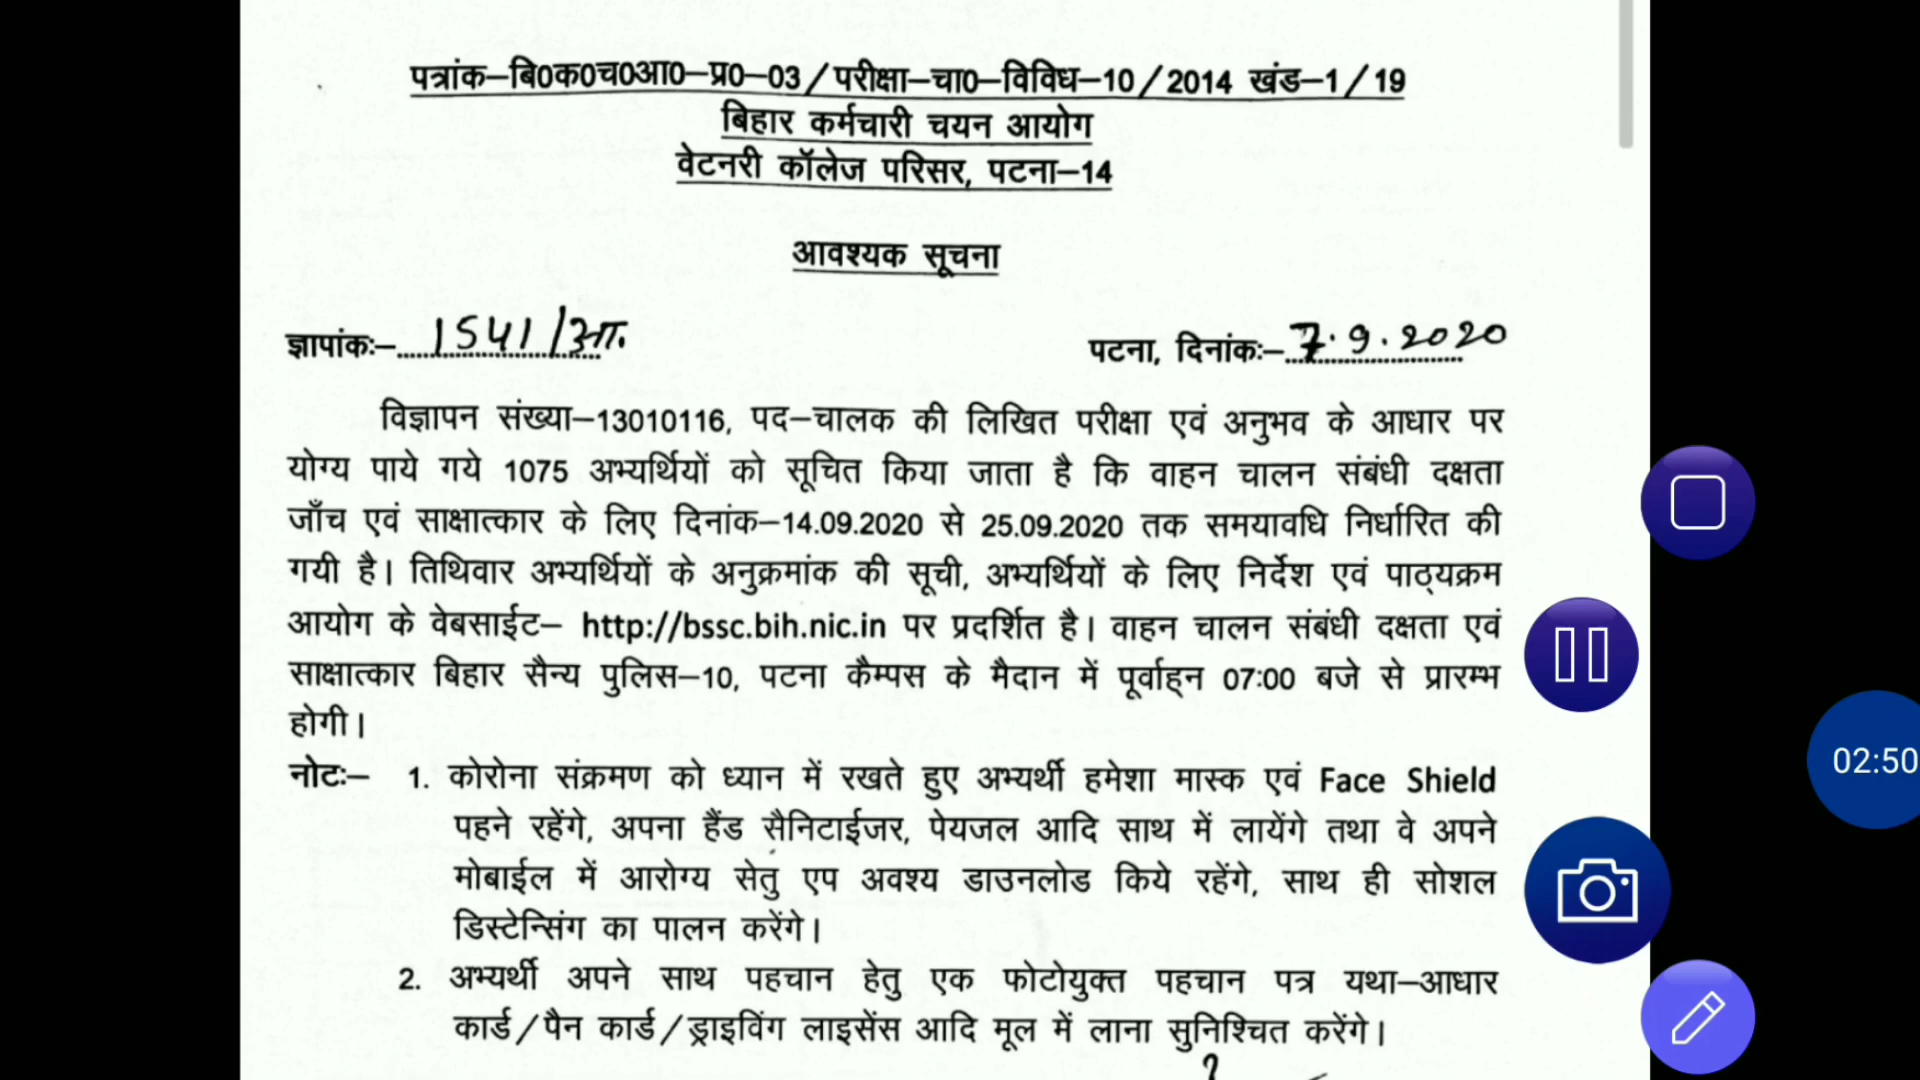 पत्रांक–बि0क0च0आ0–प्र0–03/परीक्षा–चा0–विविध–10/2014 खंड–1/19
बिहार कर्मचारी चयन आयोग
वेटनरी कॉलेज परिसर, पटना–14
आवश्यक सूचना
ज्ञापांकः–1541/आ. पटना, दिनांकः–7.9.2020
विज्ञापन संख्या–13010116, पद–चालक की लिखित परीक्षा एवं अनुभव के आधार पर
योग्य पाये गये 1075 अभ्यर्थियों को सूचित किया जाता है कि वाहन चालन संबंधी दक्षता
जाँच एवं साक्षात्कार के लिए दिनांक–14.09.2020 से 25.09.2020 तक समयावधि निर्धारित की
गयी है। तिथिवार अभ्यर्थियों के अनुक्रमांक की सूची, अभ्यर्थियों के लिए निर्देश एवं पाठ्यक्रम
आयोग के वेबसाईट– http://bssc.bih.nic.in पर प्रदर्शित है। वाहन चालन संबंधी दक्षता एवं
साक्षात्कार बिहार सैन्य पुलिस–10, पटना कैम्पस के मैदान में पूर्वाह्न 07:00 बजे से प्रारम्भ
होगी।
नोटः– 1. कोरोना संक्रमण को ध्यान में रखते हुए अभ्यर्थी हमेशा मास्क एवं Face Shield
पहने रहेंगे, अपना हैंड सैनिटाईजर, पेयजल आदि साथ में लायेंगे तथा वे अपने
मोबाईल में आरोग्य सेतु एप अवश्य डाउनलोड किये रहेंगे, साथ ही सोशल
डिस्टेन्सिंग का पालन करेंगे।
2. अभ्यर्थी अपने साथ पहचान हेतु एक फोटोयुक्त पहचान पत्र यथा–आधार
कार्ड/पैन कार्ड/ड्राइविंग लाइसेंस आदि मूल में लाना सुनिश्चित करेंगे।
02:50